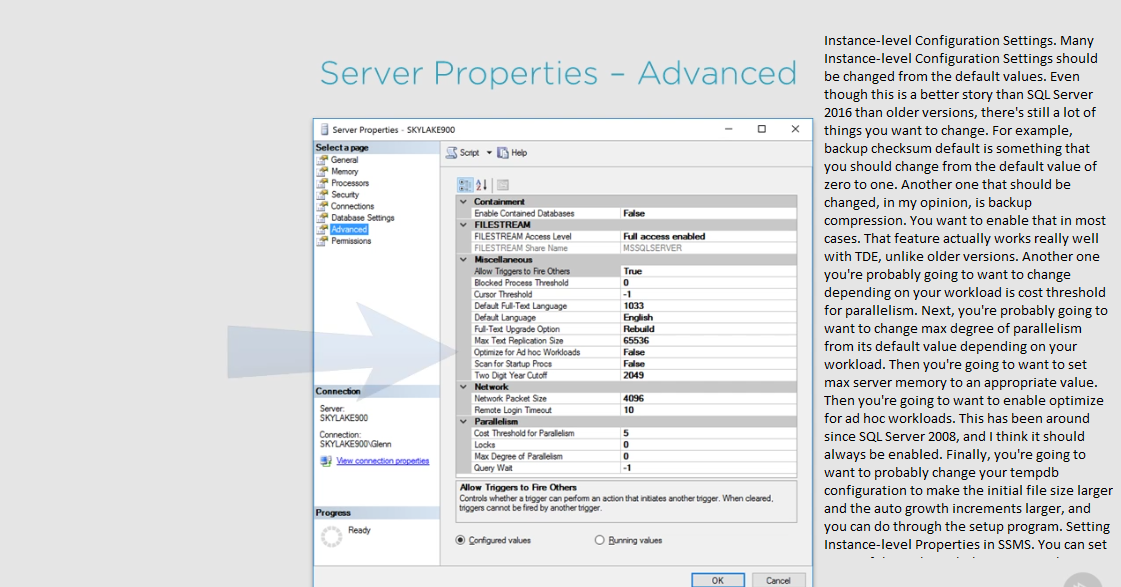 Server Properties – Advanced
Server Properties - SKYLAKE900
Select a page
General
Memory
Processors
Security
Connections
Database Settings
Advanced
Permissions
Script
Help
Containment
Enable Contained Databases False
FILESTREAM
FILESTREAM Access Level Full access enabled
FILESTREAM Share Name MSSQLSERVER
Miscellaneous
Allow Triggers to Fire Others True
Blocked Process Threshold 0
Cursor Threshold -1
Default Full-Text Language 1033
Default Language English
Full-Text Upgrade Option Rebuild
Max Text Replication Size 65536
Optimize for Ad hoc Workloads False
Scan for Startup Procs False
Two Digit Year Cutoff 2049
Network
Network Packet Size 4096
Remote Login Timeout 10
Parallelism
Cost Threshold for Parallelism 5
Locks 0
Max Degree of Parallelism 0
Query Wait -1
Allow Triggers to Fire Others
Controls whether a trigger can perform an action that initiates another trigger. When cleared,
triggers cannot be fired by another trigger.
Configured values
Running values
OK
Cancel
Connection
Server:
SKYLAKE900
Connection:
SKYLAKE900\Glenn
View connection properties
Progress
Ready
Instance-level Configuration Settings. Many
Instance-level Configuration Settings should
be changed from the default values. Even
though this is a better story than SQL Server
2016 than older versions, there's still a lot of
things you want to change. For example,
backup checksum default is something that
you should change from the default value of
zero to one. Another one that should be
changed, in my opinion, is backup
compression. You want to enable that in most
cases. That feature actually works really well
with TDE, unlike older versions. Another one
you're probably going to want to change
depending on your workload is cost threshold
for parallelism. Next, you're probably going to
want to change max degree of parallelism
from its default value depending on your
workload. Then you're going to want to set
max server memory to an appropriate value.
Then you're going to want to enable optimize
for ad hoc workloads. This has been around
since SQL Server 2008, and I think it should
always be enabled. Finally, you're going to
want to probably change your tempdb
configuration to make the initial file size larger
and the auto growth increments larger, and
you can do through the setup program. Setting
Instance-level Properties in SSMS. You can set